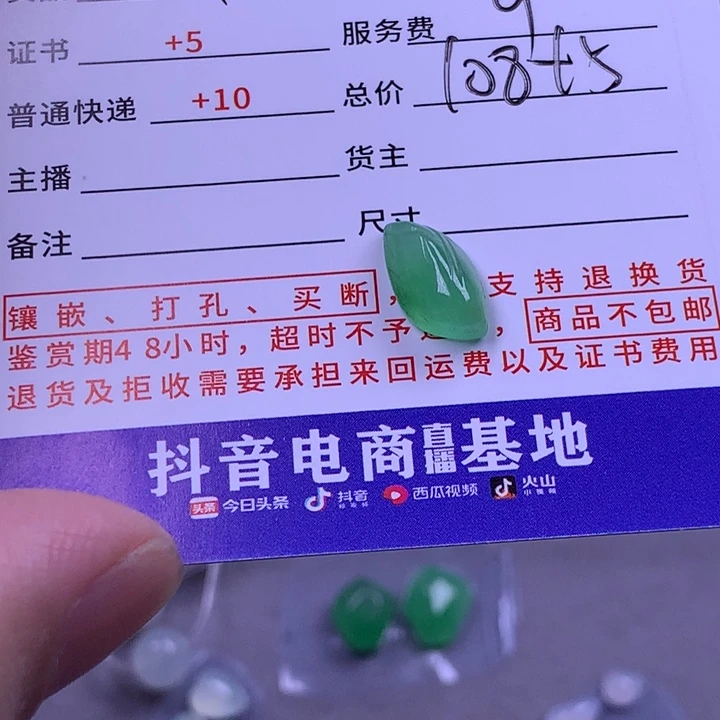 证书 +5 服务费 9
普通快递 +10 总价 108+5
主播 货主
备注 尺寸
镶嵌、打孔、买断, 支持退换货
鉴赏期48小时,超时不予 ,商品不包邮
退货及拒收需要承担来回运费以及证书费用
抖音电商直播基地
头条 今日头条 抖音 西瓜视频 火山
小视频